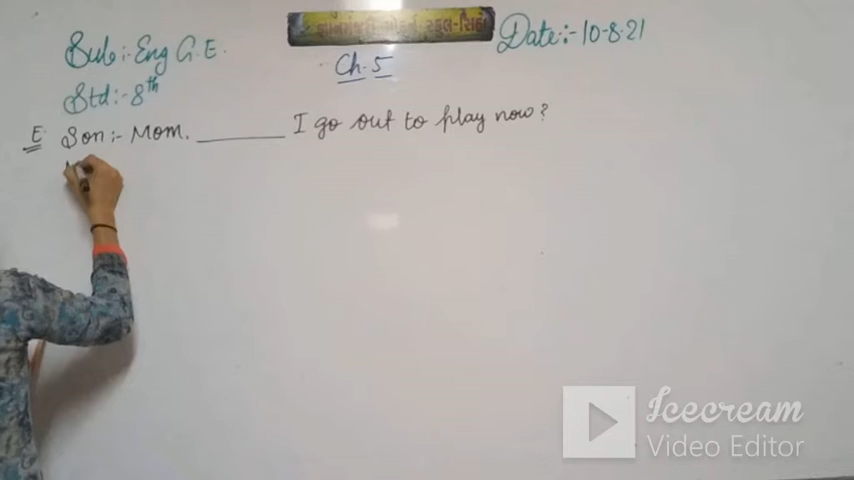 Sub:- Eng G.E.
Std:- 8th
સ્કુલ
Ch-5
Date:- 10-8-21
E Son:- Mom. ______ I go out to play now?
Icecream
Video Editor